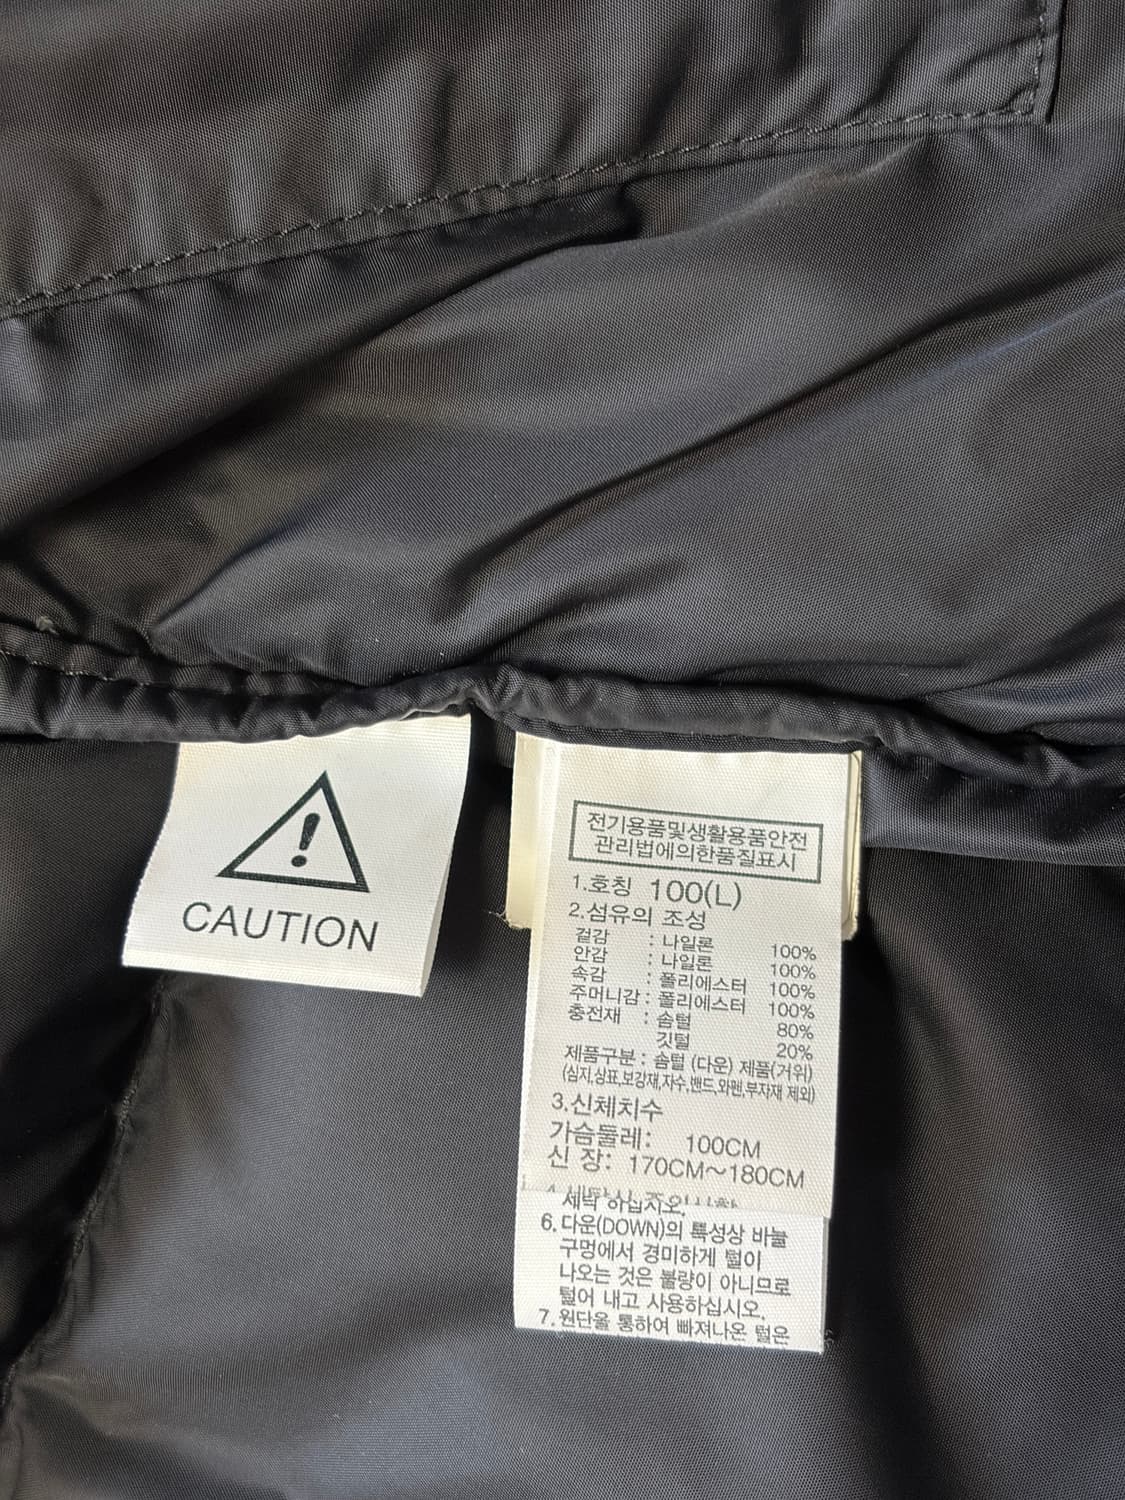 CAUTION
전기용품및생활용품안전
관리법에의한품질표시
1.호칭 100(L)
2.섬유의 조성
겉감 : 나일론 100%
안감 : 나일론 100%
속감 : 폴리에스터 100%
주머니감 : 폴리에스터 100%
충전재 : 솜털 80%
깃털 20%
제품구분 : 솜털 (다운) 제품(거위)
(심지,상표,보강재,자수,밴드,와펜,부자재 제외)
3.신체치수
가슴둘레: 100CM
신 장: 170CM~180CM
세탁 하십시오.
6.다운(DOWN)의 특성상 바늘
구멍에서 경미하게 털이
나오는 것은 불량이 아니므로
털어 내고 사용하십시오.
7.원단을 통하여 빠져나온 털은